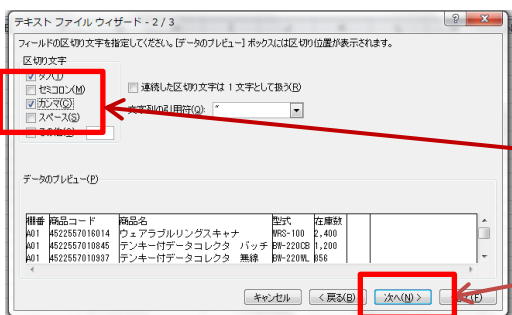 テキスト ファイル ウィザード - 2 / 3
フィールドの区切り文字を指定してください。[データのプレビュー] ボックスには区切り位置が表示されます。
区切り文字
タブ(T)
セミコロン(M)
カンマ(C)
スペース(S)
連続した区切り文字は 1 文字として扱う(R)
文字列の引用符(Q): "
データのプレビュー(P)
棚番 商品コード 商品名 型式 在庫数
A01 4522557016014 ウェアラブルリングスキャナ WRS-100 2,400
A01 4522557010845 テンキー付データコレクタ バッチ BW-220CB 1,200
A01 4522557010937 テンキー付データコレクタ 無線 BW-220WL 856
キャンセル < 戻る(B) 次へ(N) >